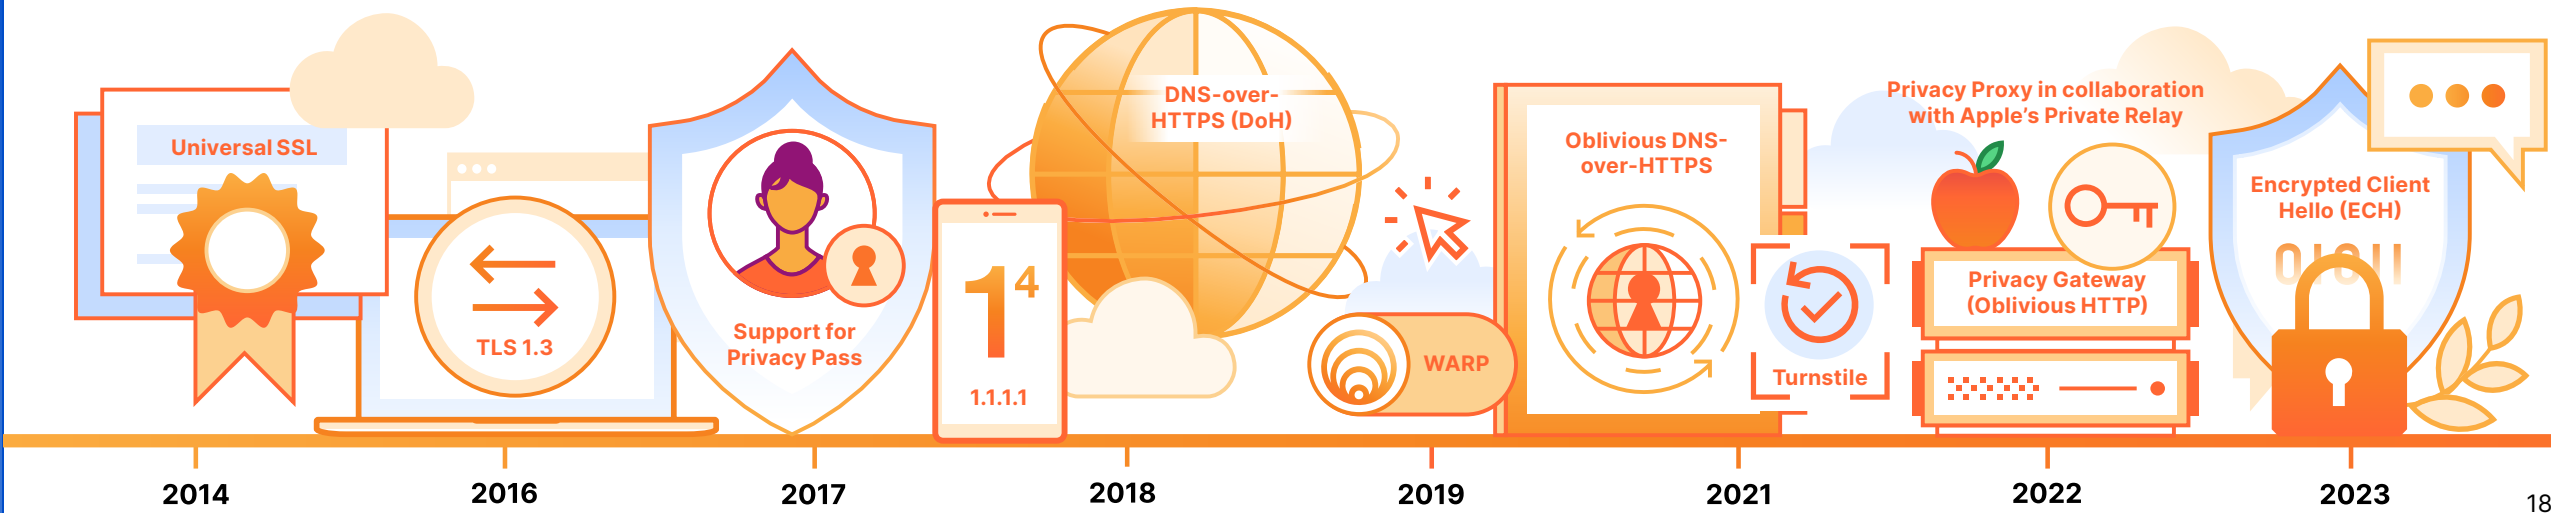 Universal SSL
TLS 1.3
Support for
Privacy Pass
1⁴
1.1.1.1
DNS-over-
HTTPS (DoH)
WARP
Oblivious DNS-
over-HTTPS
Turnstile
Privacy Proxy in collaboration
with Apple's Private Relay
Privacy Gateway
(Oblivious HTTP)
Encrypted Client
Hello (ECH)
01011
2014
2016
2017
2018
2019
2021
2022
2023
18